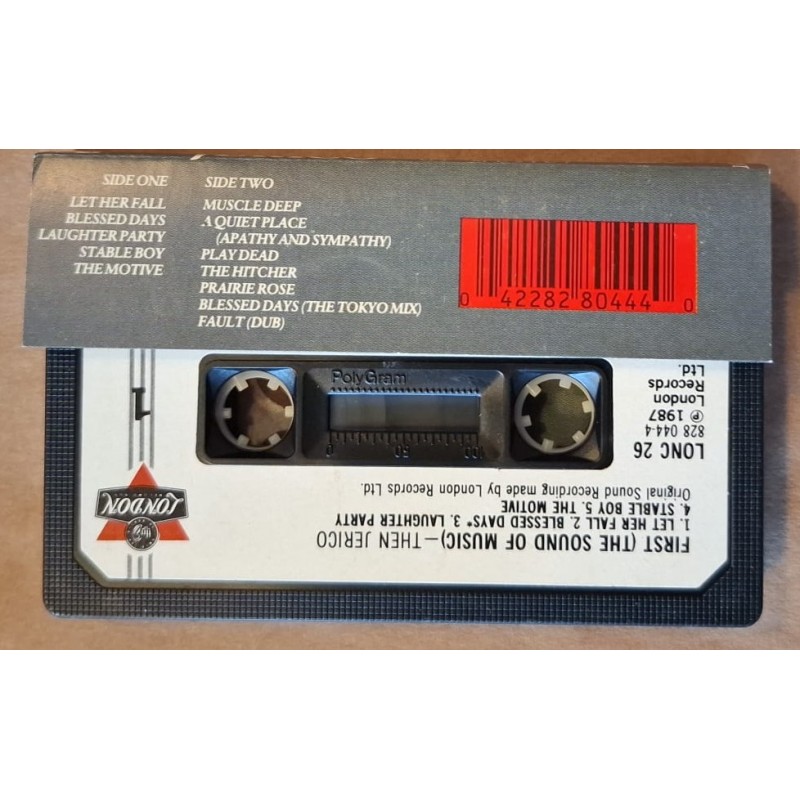 SIDE ONE
LET HER FALL
BLESSED DAYS
LAUGHTER PARTY
STABLE BOY
THE MOTIVE
SIDE TWO
MUSCLE DEEP
A QUIET PLACE
(APATHY AND SYMPATHY)
PLAY DEAD
THE HITCHER
PRAIRIE ROSE
BLESSED DAYS (THE TOKYO MIX)
FAULT (DUB)
0 42282 80444 0
FIRST (THE SOUND OF MUSIC)—THEN JERICO
1. LET HER FALL 2. BLESSED DAYS* 3. LAUGHTER PARTY
4. STABLE BOY 5. THE MOTIVE
Original Sound Recording made by London Records Ltd.
LONC 26
828 044-4
℗ 1987
London
Records
Ltd.
LONDON
1
PolyGram
0 50 100